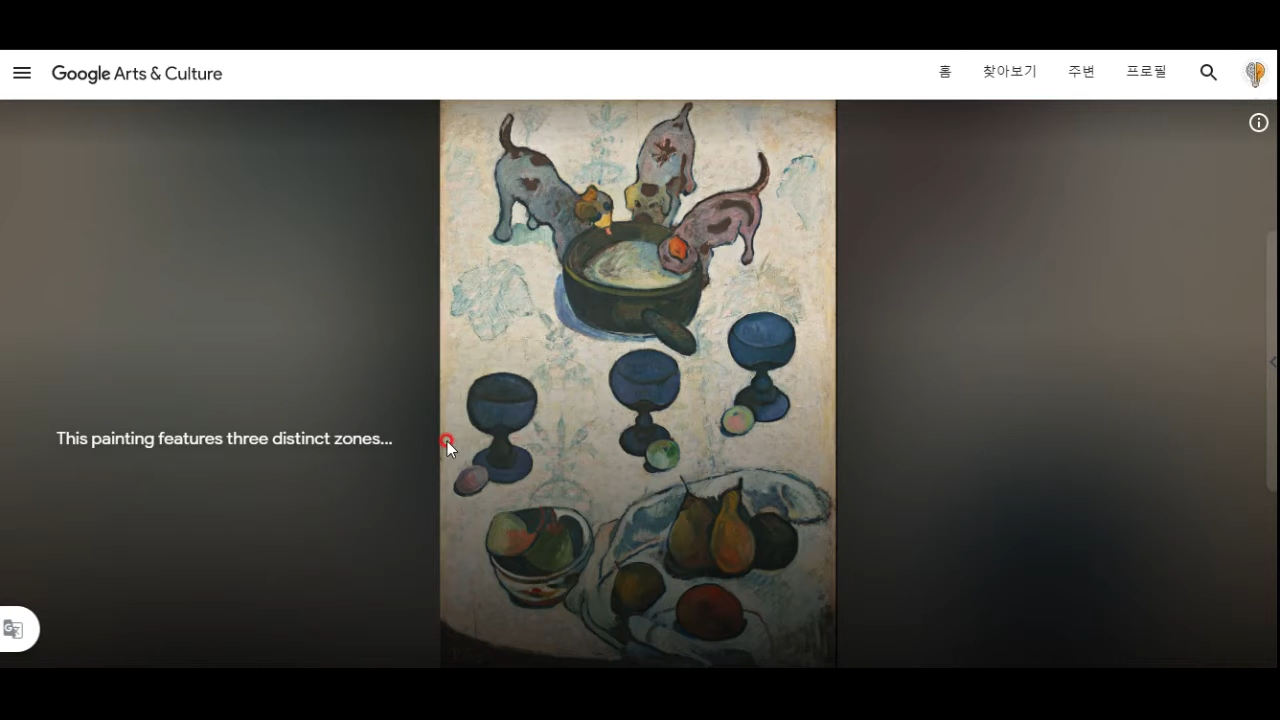 Google Arts & Culture
홈
찾아보기
주변
프로필
This painting features three distinct zones...